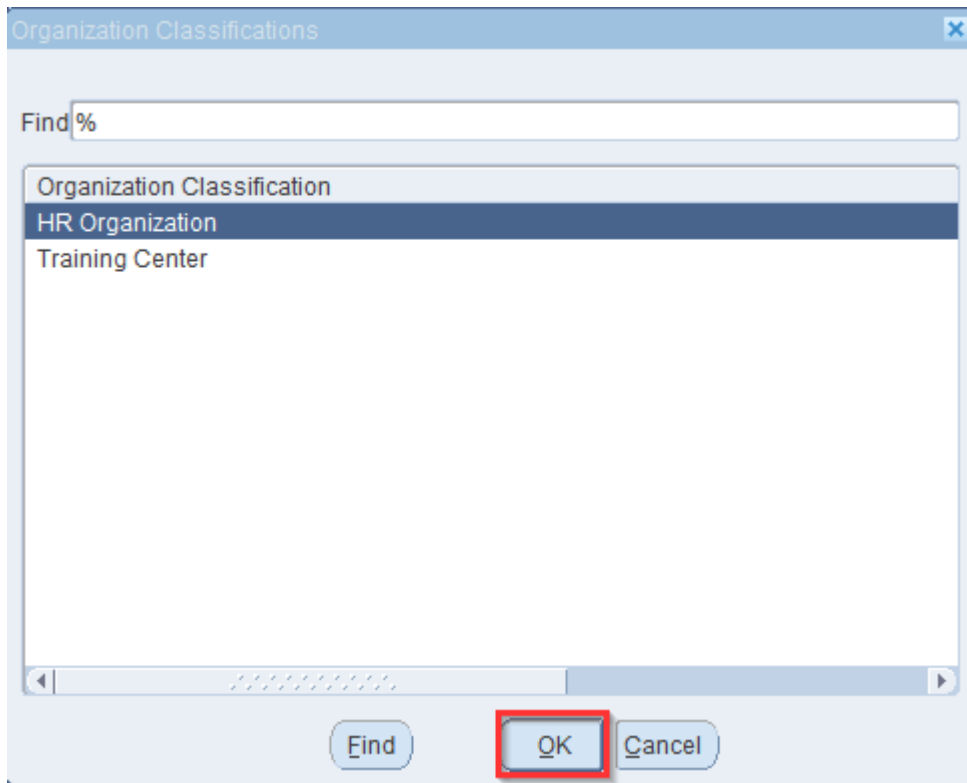 Organization Classifications
Find %
Organization Classification
HR Organization
Training Center
Find OK Cancel